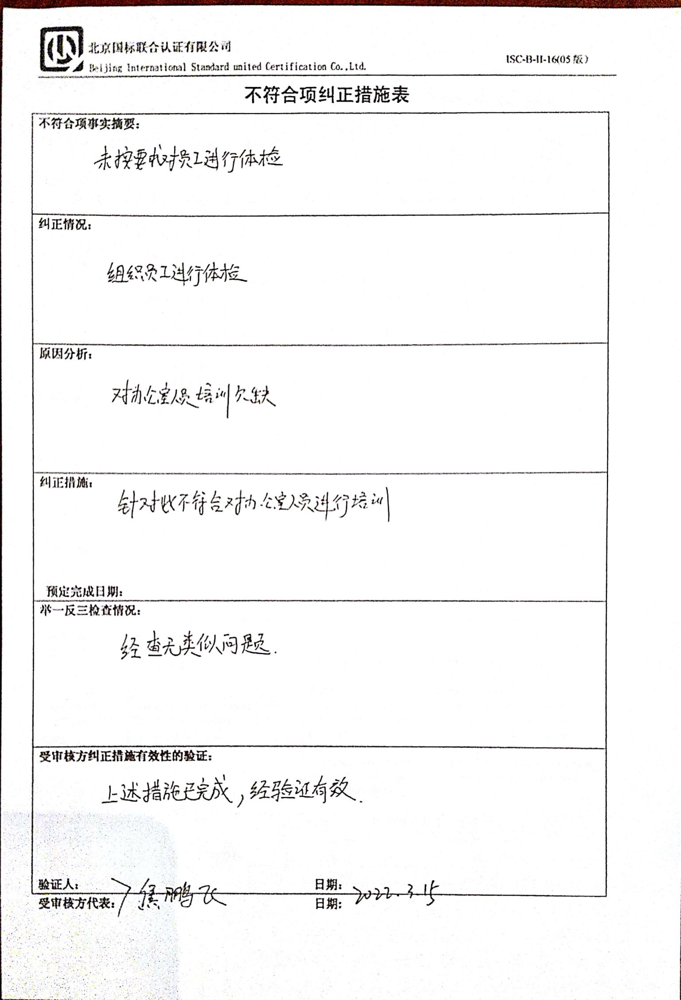 北京国标联合认证有限公司
Beijing International Standard united Certification Co.,Ltd.
ISC-B-II-16(05版)
不符合项纠正措施表
不符合项事实摘要：
未按要求对员工进行体检
纠正情况：
组织员工进行体检
原因分析：
对办公室人员培训欠缺
纠正措施：
针对此不符合对办公室人员进行培训
预定完成日期：
举一反三检查情况：
经查无类似问题.
受审核方纠正措施有效性的验证：
上述措施已完成,经验证有效.
验证人： 日期：
焦鹏飞 2022.3.15
受审核方代表： 日期：